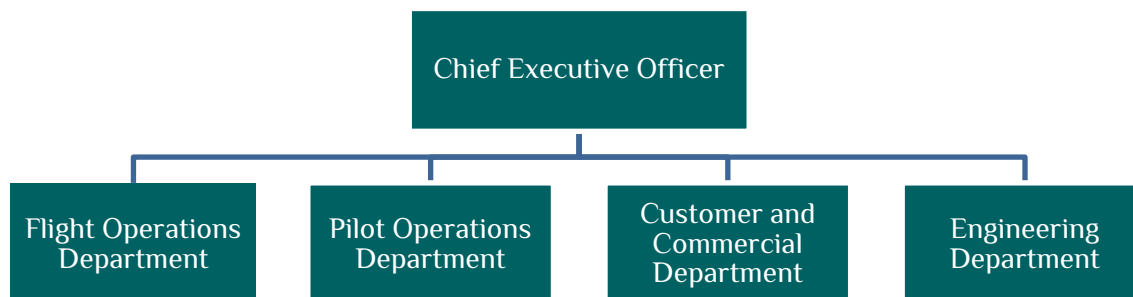 Chief Executive Officer
Flight Operations
Department
Pilot Operations
Department
Customer and
Commercial
Department
Engineering
Department